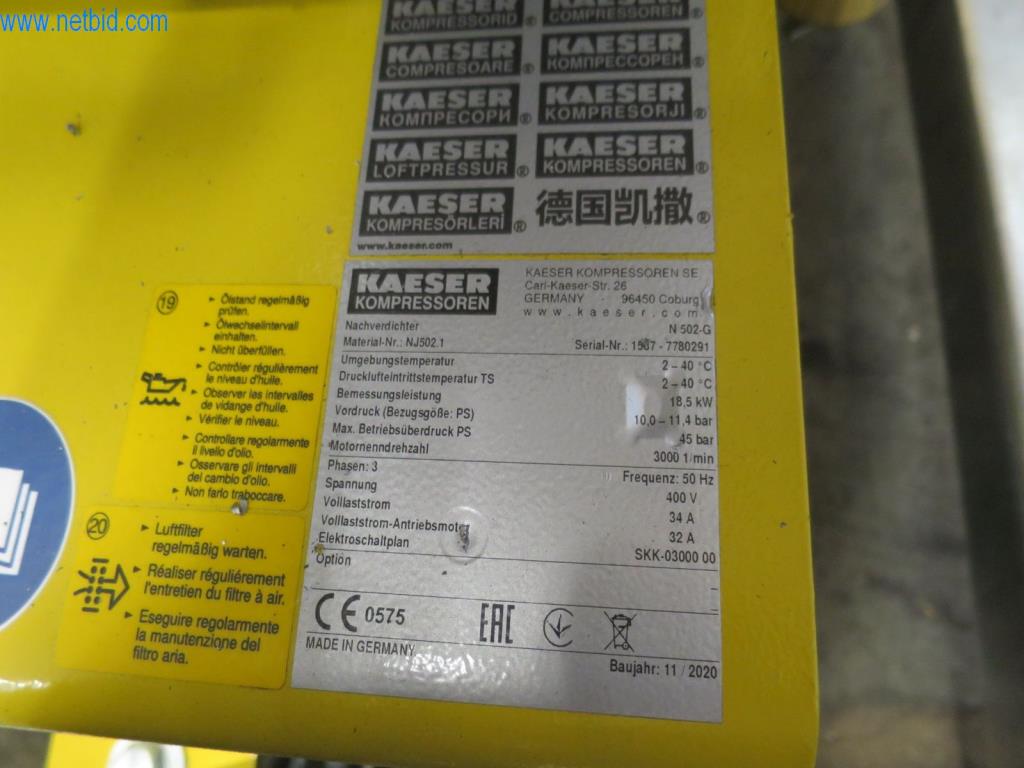 www.netbid.com
KAESER KAESER
KOMPRESSORID ® KOMPRESSOREN ®
KAESER KAESER
COMPRESOARE ® КОМПРЕССОРЕН ®
KAESER KAESER
КОМПРЕСОРИ ® KOMPRESORJI ®
KAESER KAESER
LOFTPRESSUR ® KOMPRESSOREN ®
KAESER
KOMPRESÖRLERİ ® 德国凯撒 ®
www.kaeser.com
KAESER
KOMPRESSOREN
KAESER KOMPRESSOREN SE
Carl-Kaeser-Str. 26
GERMANY - 96450 Coburg
www.kaeser.com
Nachverdichter N 502-G
Material-Nr.: NJ502.1 Serial-Nr.: 1587 - 7780291
Umgebungstemperatur 2 – 40 °C
Drucklufteintrittstemperatur TS 2 – 40 °C
Bemessungsleistung 18,5 kW
Vordruck (Bezugsgöße: PS) 10,0 – 11,4 bar
Max. Betriebsüberdruck PS 45 bar
Motornenndrehzahl 3000 1/min
Phasen: 3 Frequenz: 50 Hz
Spannung 400 V
Volllaststrom 34 A
Volllaststrom-Antriebsmotor 32 A
Elektroschaltplan SKK-03000 00
Option –
–
CE 0575 EAC
MADE IN GERMANY
Baujahr: 11 / 2020
19
► Ölstand regelmäßig
prüfen.
► Ölwechselintervall
einhalten.
► Nicht überfüllen.
► Contrôler réguliérement
le niveau d'huile.
► Observer les intervalles
de vidange d'huile.
► Vérifier le niveau.
► Controllare regolarmente
il livello d'olio.
► Osservare gli intervalli
del cambio d'olio.
► Non farlo traboccare.
20
► Luftfilter
regelmäßig warten.
► Réaliser réguliérement
l'entretien du filtre à air.
► Eseguire regolarmente
la manutenzione del
filtro aria.